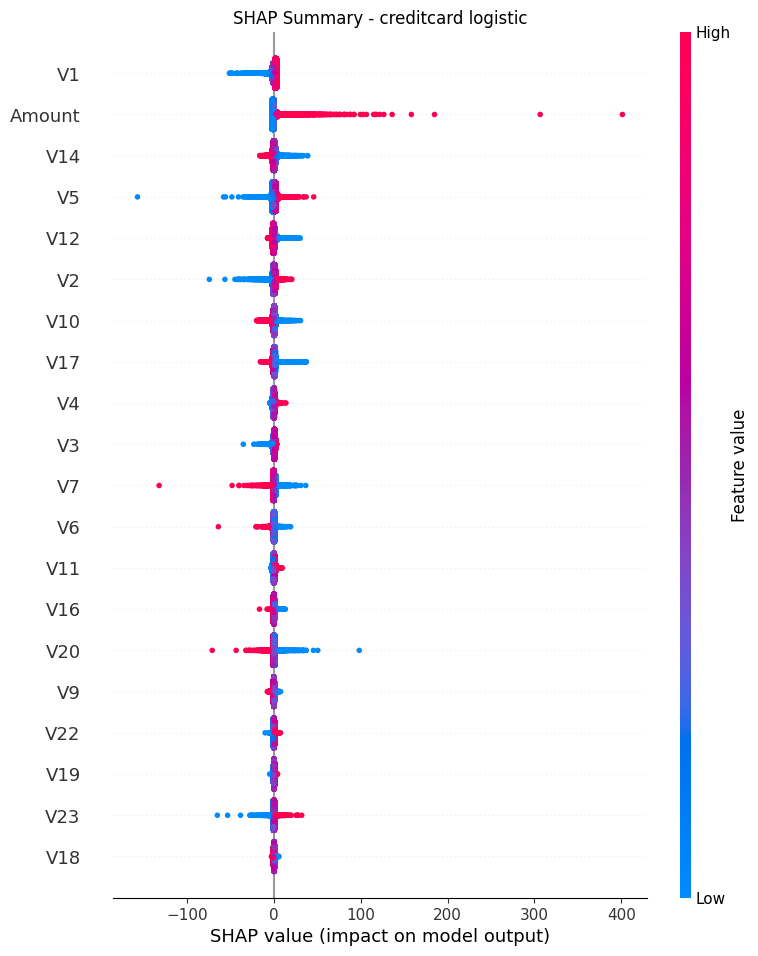 SHAP Summary - creditcard logistic
High
V1
Amount
V14
V5
V12
V2
V10
V17
V4
V3
V7
V6
V11
V16
V20
V9
V22
V19
V23
V18
Feature value
Low
−100 0 100 200 300 400
SHAP value (impact on model output)